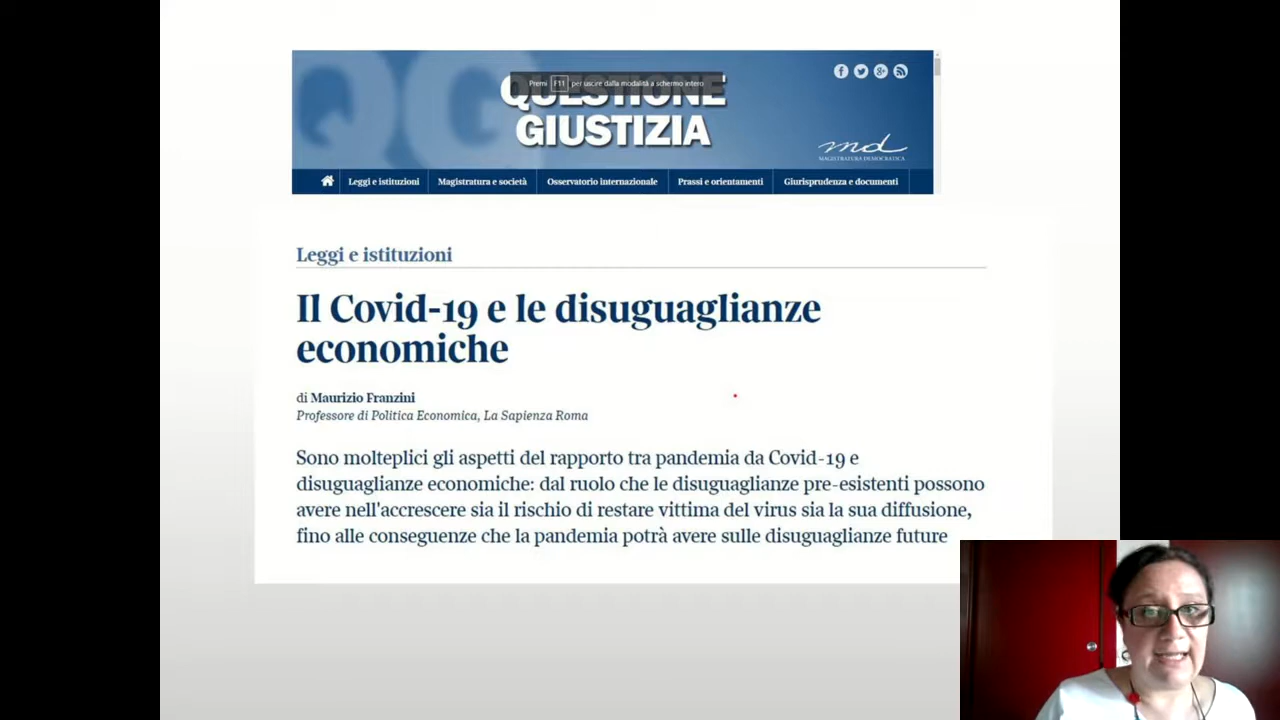 Premi F11 per uscire dalla modalità a schermo intero
QUESTIONE
GIUSTIZIA
md
MAGISTRATURA DEMOCRATICA
Leggi e istituzioni Magistratura e società Osservatorio internazionale Prassi e orientamenti Giurisprudenza e documenti
Leggi e istituzioni
Il Covid-19 e le disuguaglianze
economiche
di Maurizio Franzini
Professore di Politica Economica, La Sapienza Roma
Sono molteplici gli aspetti del rapporto tra pandemia da Covid-19 e
disuguaglianze economiche: dal ruolo che le disuguaglianze pre-esistenti possono
avere nell'accrescere sia il rischio di restare vittima del virus sia la sua diffusione,
fino alle conseguenze che la pandemia potrà avere sulle disuguaglianze future